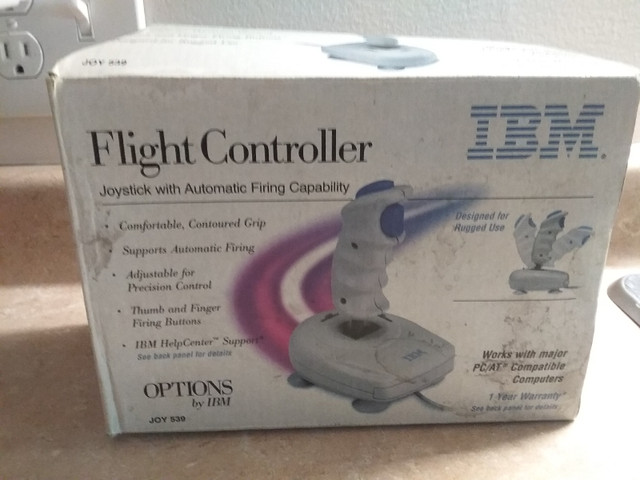 JOY 539
Flight Controller
IBM.
Joystick with Automatic Firing Capability
• Comfortable, Contoured Grip
• Supports Automatic Firing
• Adjustable for
Precision Control
• Thumb and Finger
Firing Buttons
• IBM HelpCenter™ Support*
See back panel for details
Designed for
Rugged Use
IBM
Works with major
PC/AT® Compatible
Computers
1 Year Warranty*
See back panel for details
OPTIONS
by IBM
JOY 539